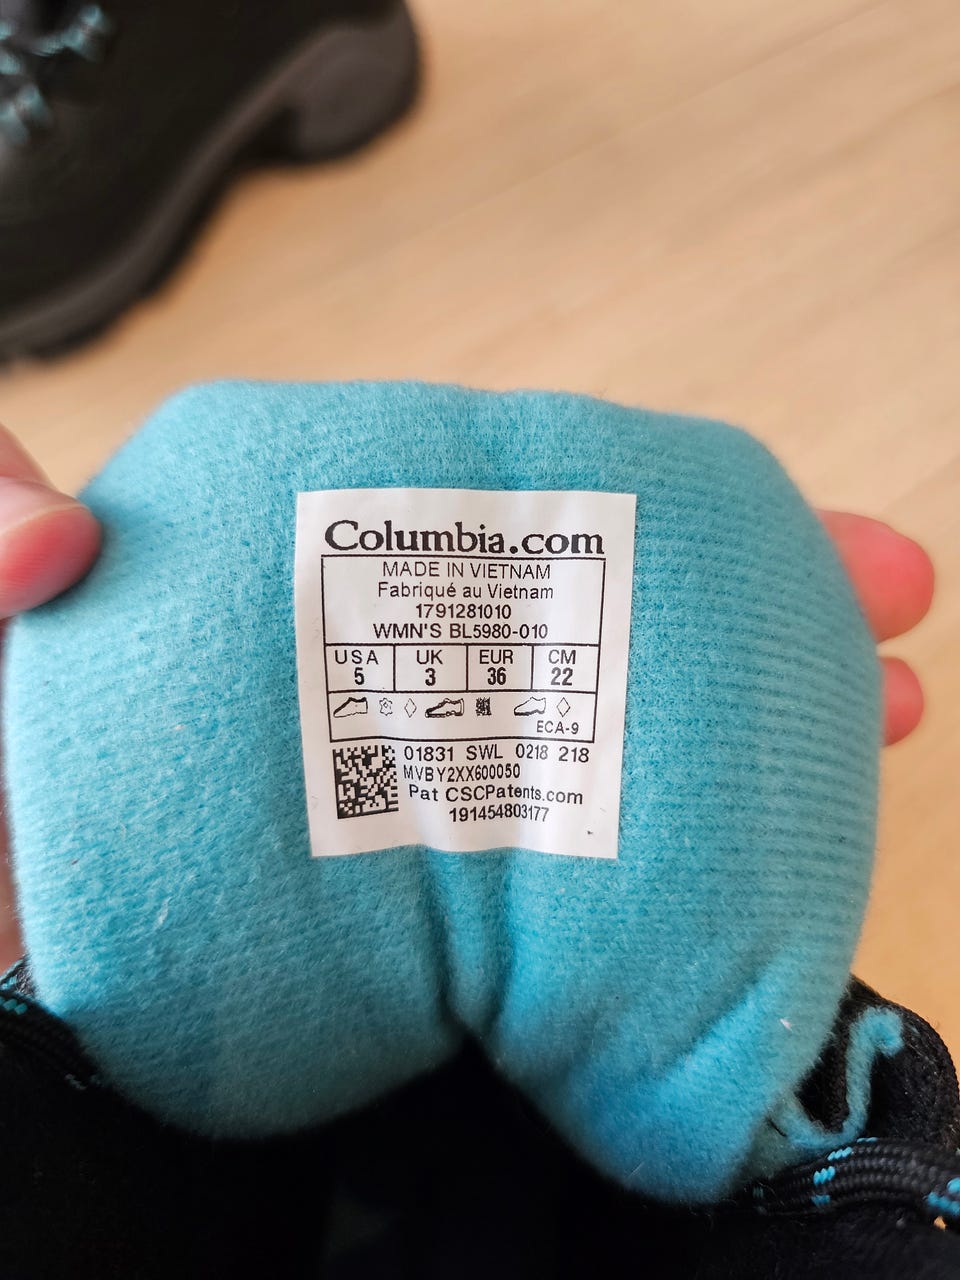 Columbia.com
MADE IN VIETNAM
Fabriqué au Vietnam
1791281010
WMN'S BL5980-010
USA UK EUR CM
5 3 36 22
ECA-9
01831 SWL 0218 218
MVBY2XX600050
Pat CSCPatents.com
191454803177